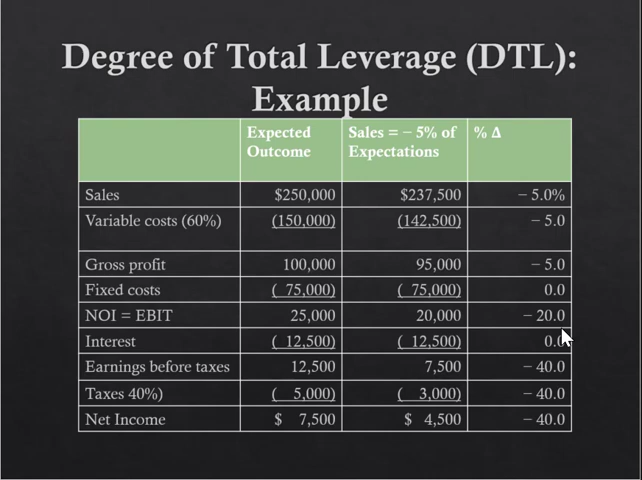 Degree of Total Leverage (DTL):
Example
Expected Outcome Sales = − 5% of Expectations % Δ
Sales $250,000 $237,500 − 5.0%
Variable costs (60%) (150,000) (142,500) − 5.0
Gross profit 100,000 95,000 − 5.0
Fixed costs ( 75,000) ( 75,000) 0.0
NOI = EBIT 25,000 20,000 − 20.0
Interest ( 12,500) ( 12,500) 0.0
Earnings before taxes 12,500 7,500 − 40.0
Taxes 40%) ( 5,000) ( 3,000) − 40.0
Net Income $ 7,500 $ 4,500 − 40.0